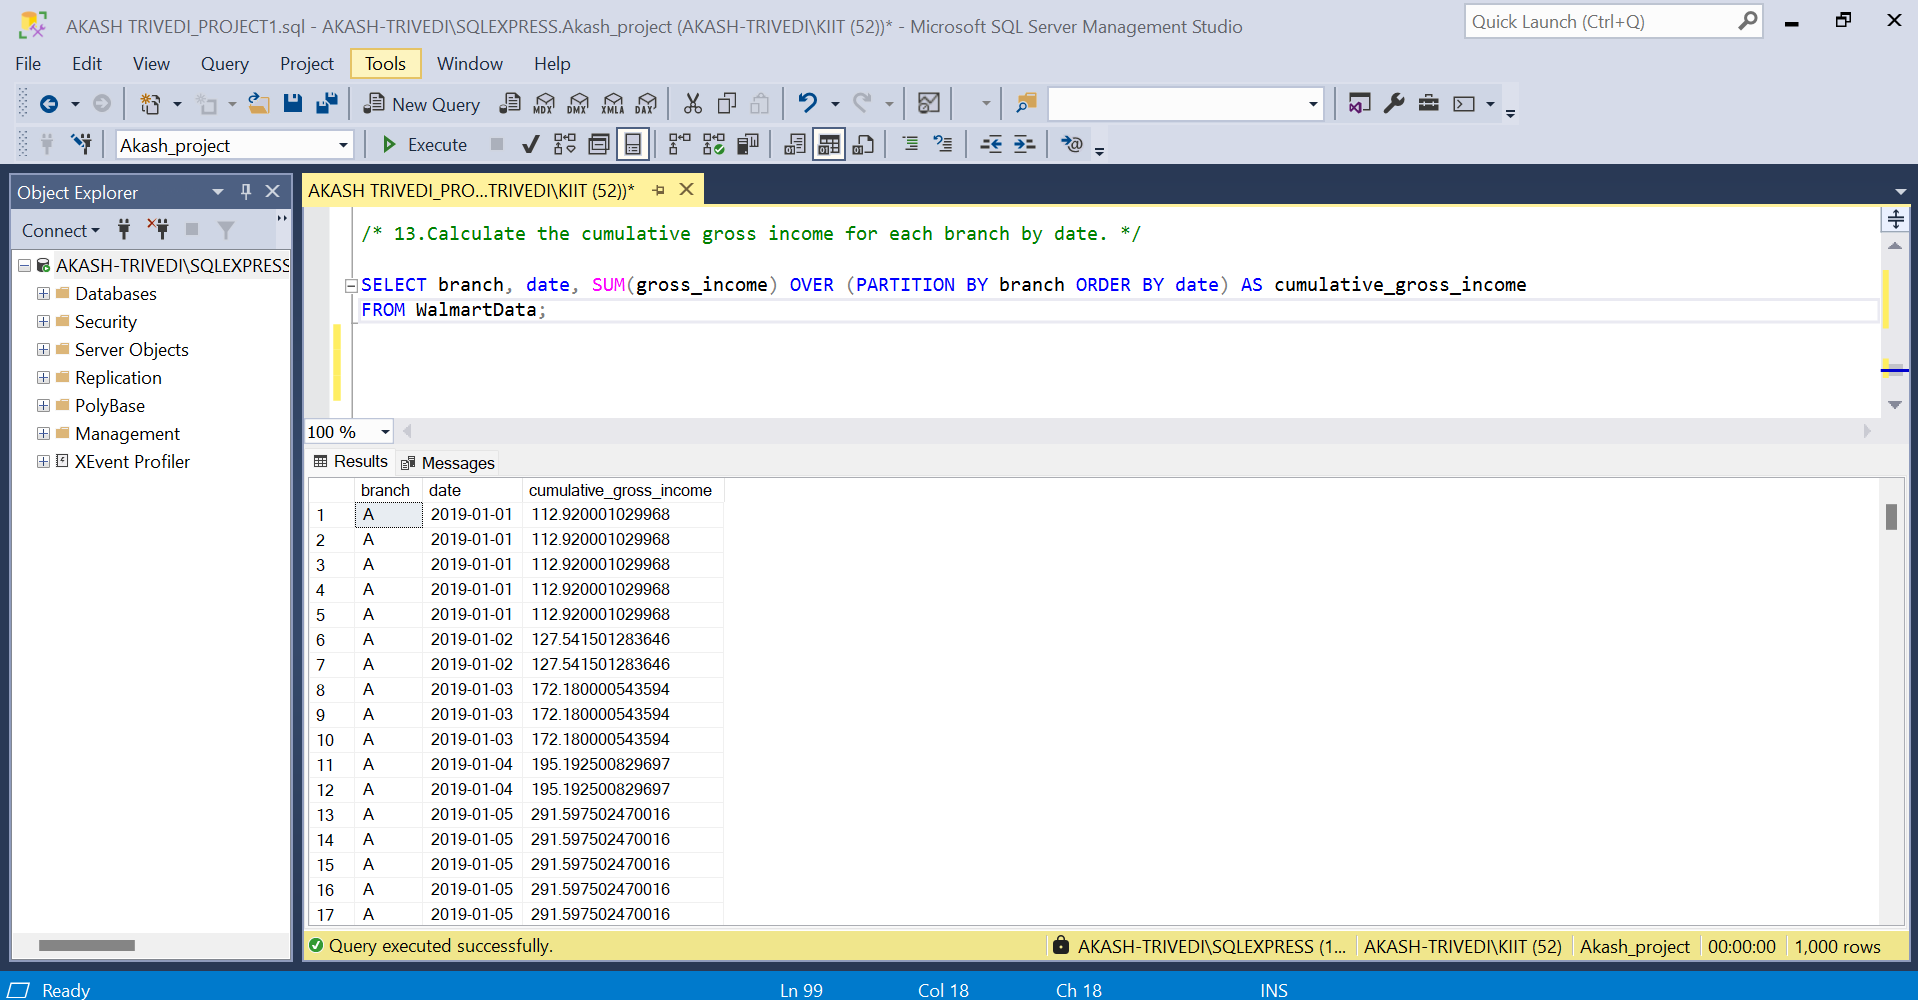 AKASH TRIVEDI_PROJECT1.sql - AKASH-TRIVEDI\SQLEXPRESS.Akash_project (AKASH-TRIVEDI\KIIT (52))* - Microsoft SQL Server Management Studio
Quick Launch (Ctrl+Q)
File Edit View Query Project Tools Window Help
New Query MDX DMX XMLA DAX
Akash_project Execute
Object Explorer
Connect
AKASH-TRIVEDI\SQLEXPRESS
Databases
Security
Server Objects
Replication
PolyBase
Management
XEvent Profiler
AKASH TRIVEDI_PRO...TRIVEDI\KIIT (52))*
/* 13.Calculate the cumulative gross income for each branch by date. */
SELECT branch, date, SUM(gross_income) OVER (PARTITION BY branch ORDER BY date) AS cumulative_gross_income
FROM WalmartData;
100 %
Results Messages
branch date cumulative_gross_income
1 A 2019-01-01 112.920001029968
2 A 2019-01-01 112.920001029968
3 A 2019-01-01 112.920001029968
4 A 2019-01-01 112.920001029968
5 A 2019-01-01 112.920001029968
6 A 2019-01-02 127.541501283646
7 A 2019-01-02 127.541501283646
8 A 2019-01-03 172.180000543594
9 A 2019-01-03 172.180000543594
10 A 2019-01-03 172.180000543594
11 A 2019-01-04 195.192500829697
12 A 2019-01-04 195.192500829697
13 A 2019-01-05 291.597502470016
14 A 2019-01-05 291.597502470016
15 A 2019-01-05 291.597502470016
16 A 2019-01-05 291.597502470016
17 A 2019-01-05 291.597502470016
Query executed successfully. AKASH-TRIVEDI\SQLEXPRESS (1... AKASH-TRIVEDI\KIIT (52) Akash_project 00:00:00 1,000 rows
Ready Ln 99 Col 18 Ch 18 INS